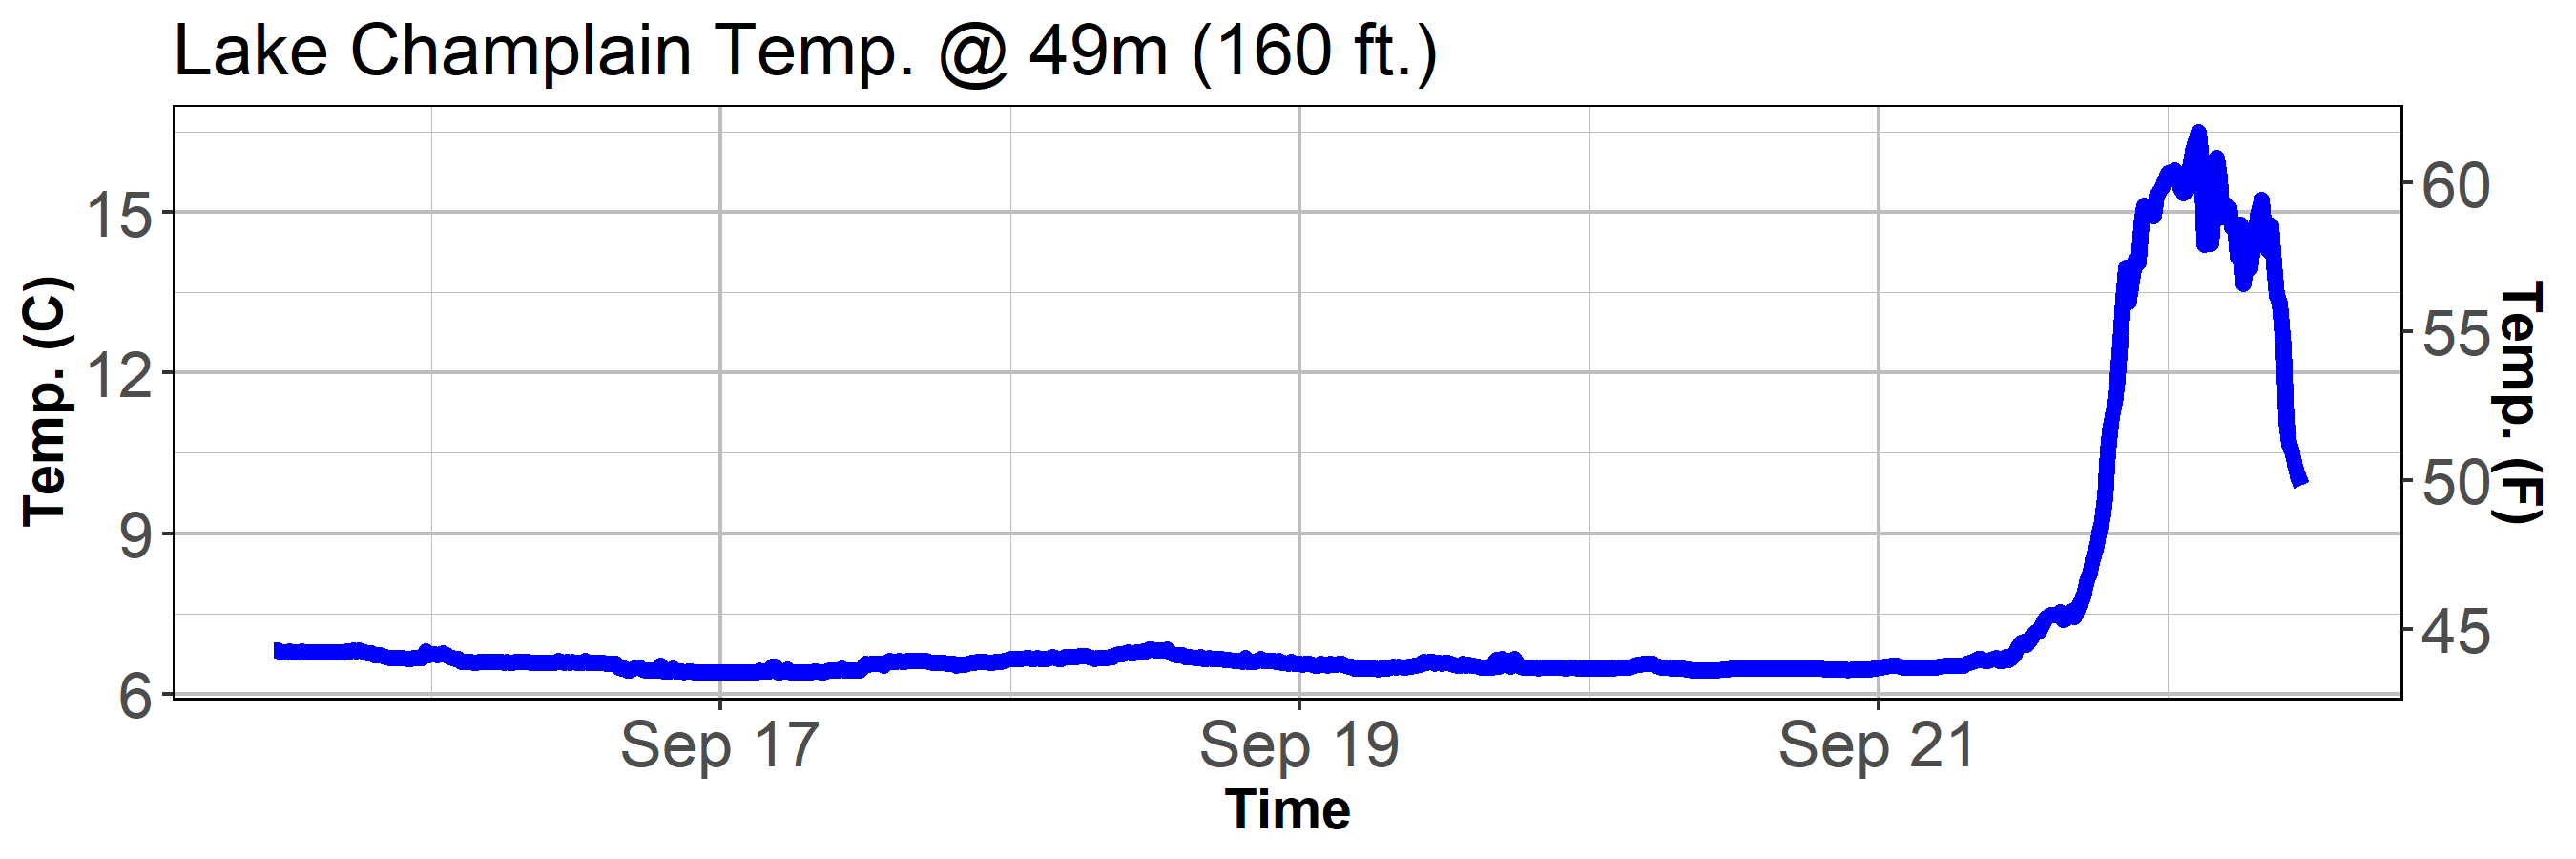 Lake Champlain Temp. @ 49m (160 ft.)
Temp. (C)
15
12
9
6
60
55
50
45
Temp. (F)
Sep 17 Sep 19 Sep 21
Time